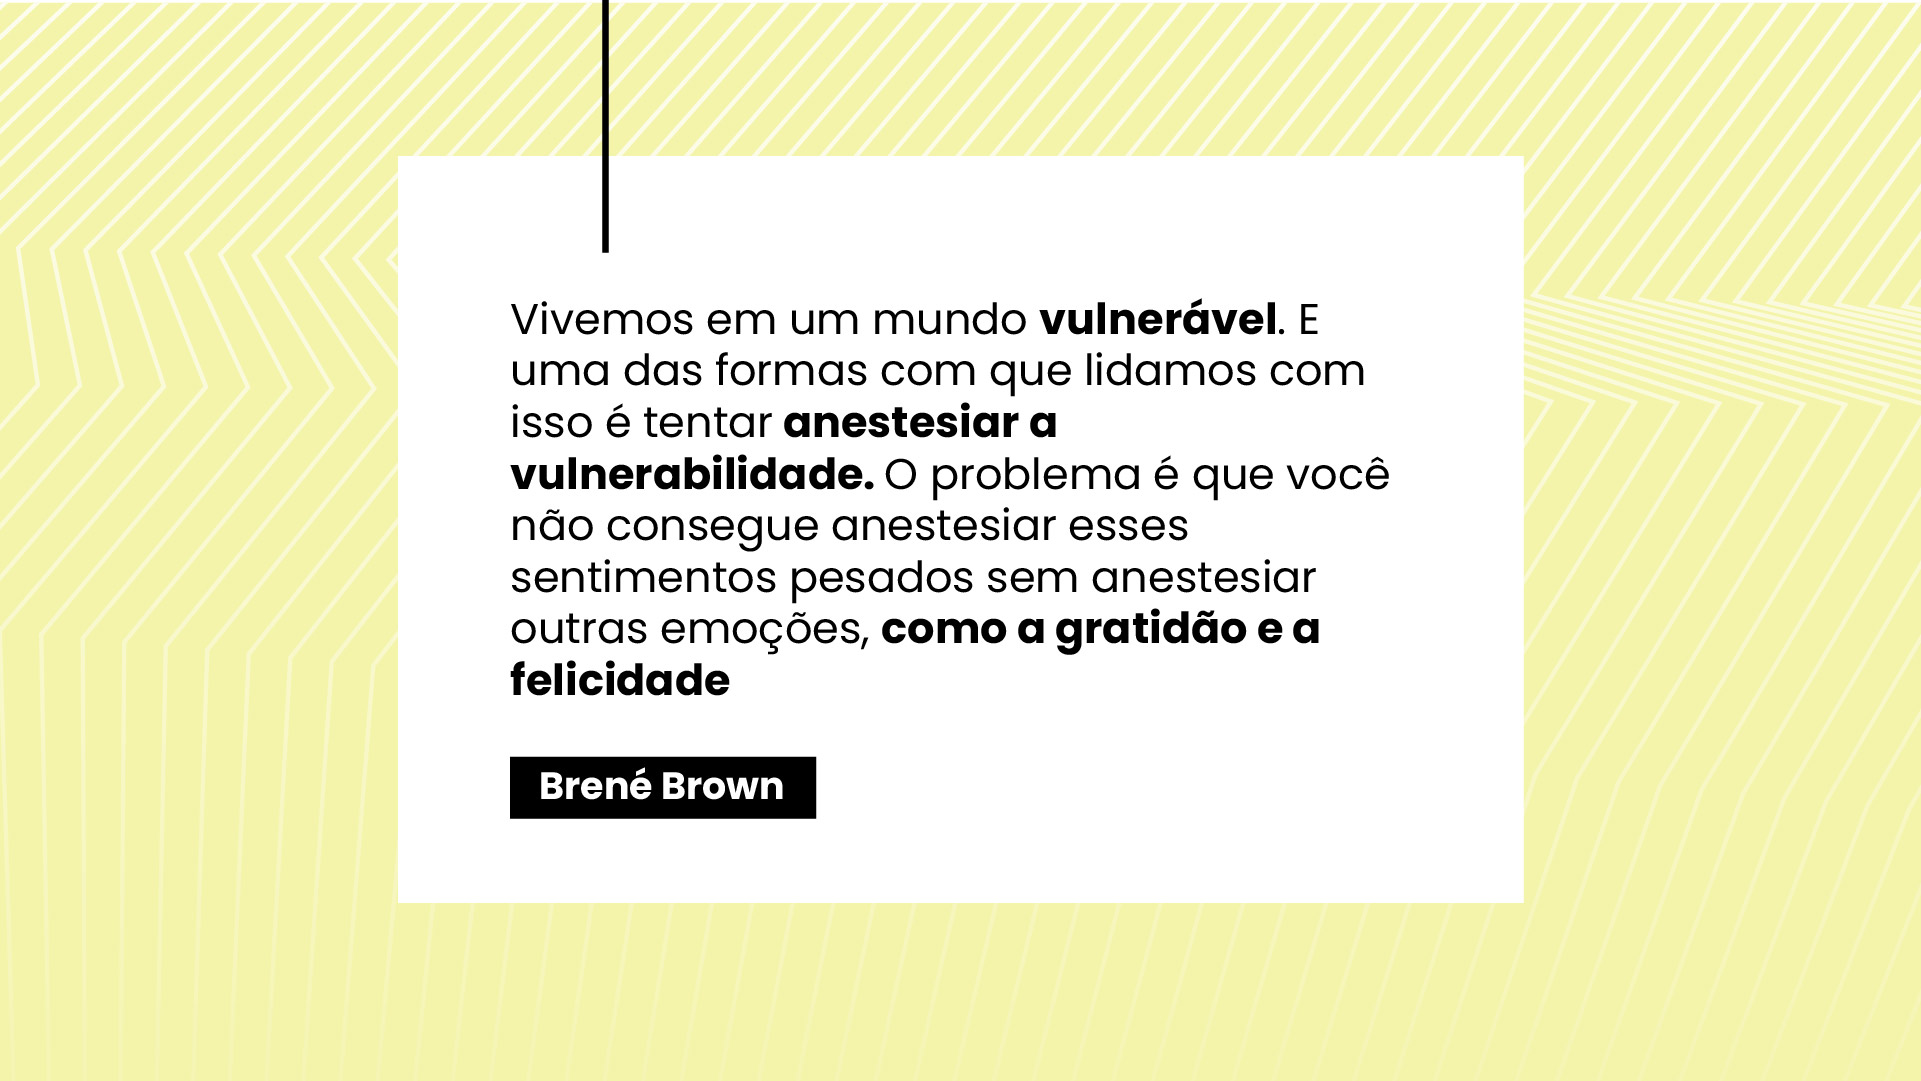 Vivemos em um mundo vulnerável. E
uma das formas com que lidamos com
isso é tentar anestesiar a
vulnerabilidade. O problema é que você
não consegue anestesiar esses
sentimentos pesados sem anestesiar
outras emoções, como a gratidão e a
felicidade
Brené Brown